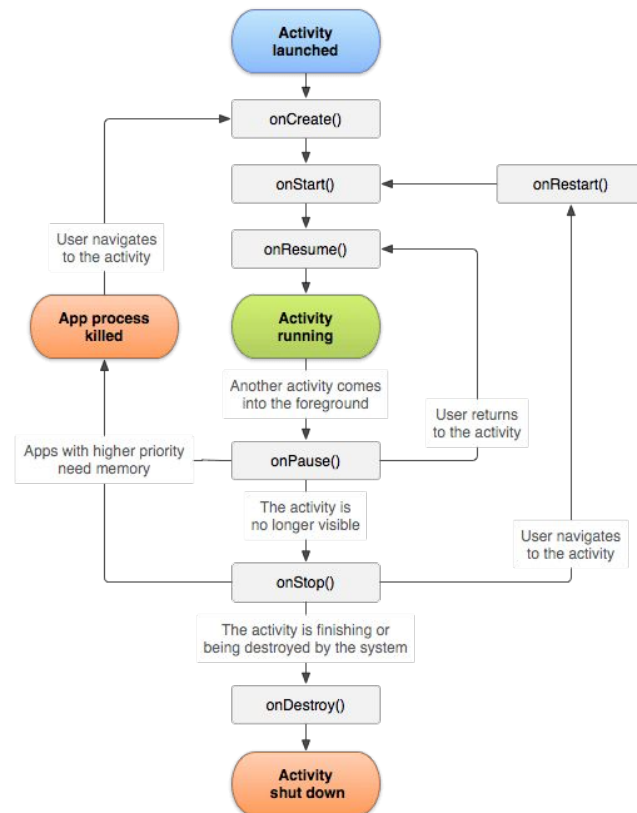 Activity
launched
onCreate()
onStart()
onRestart()
User navigates
to the activity
onResume()
App process
killed
Activity
running
Another activity comes
into the foreground
User returns
to the activity
Apps with higher priority
need memory
onPause()
The activity is
no longer visible
User navigates
to the activity
onStop()
The activity is finishing or
being destroyed by the system
onDestroy()
Activity
shut down